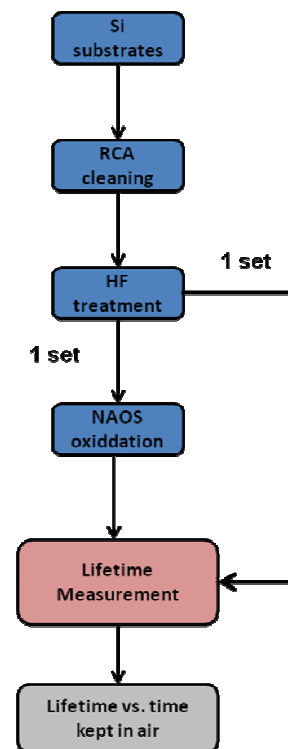 Si
substrates
RCA
cleaning
HF
treatment
1 set
1 set
NAOS
oxiddation
Lifetime
Measurement
Lifetime vs. time
kept in air